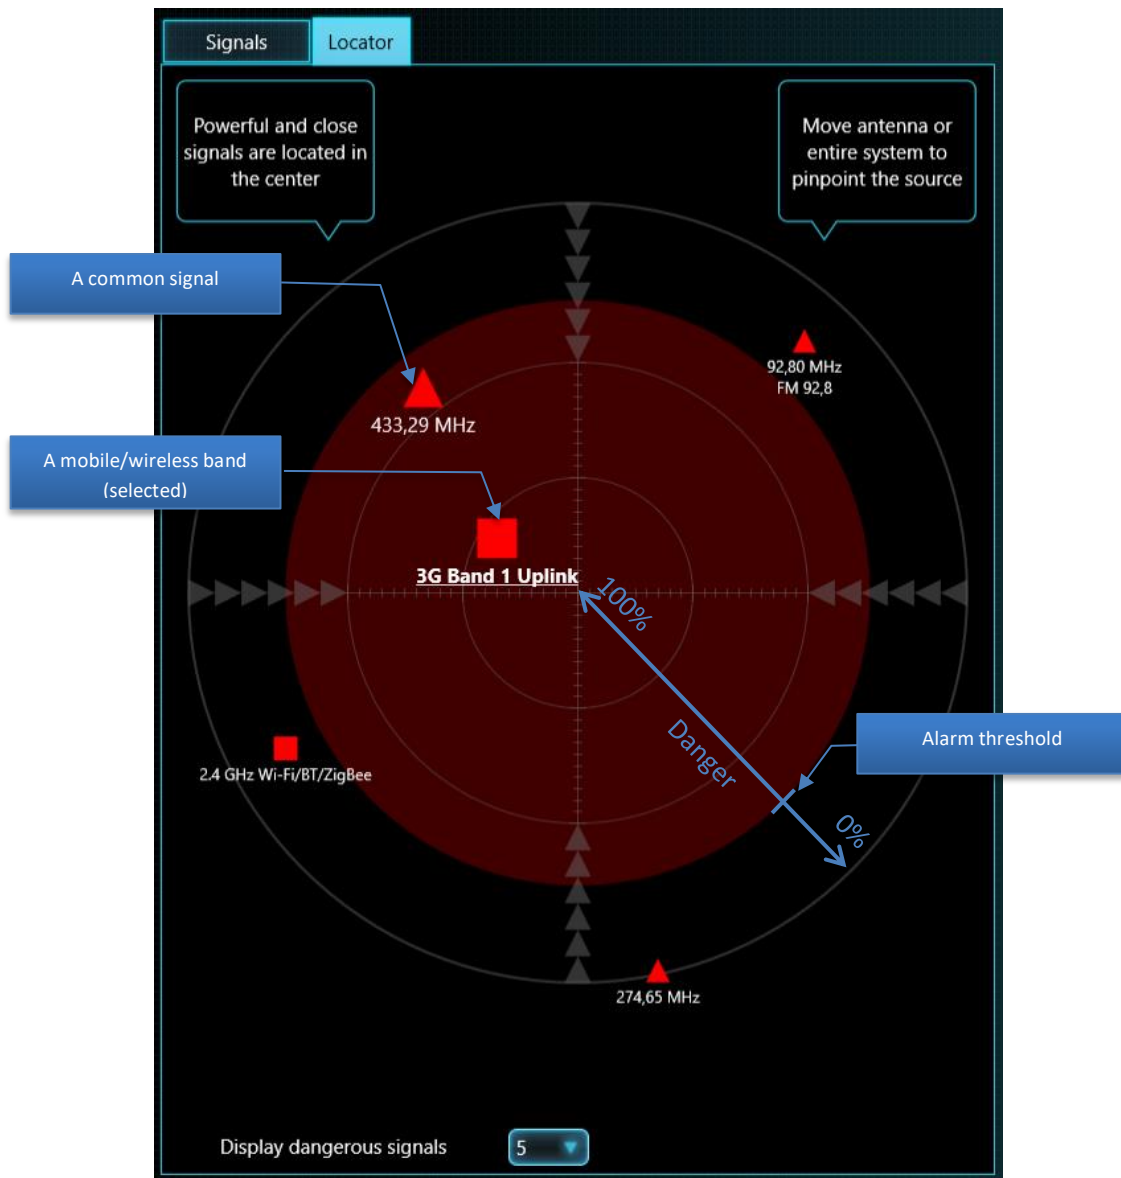 Signals
Locator
Powerful and close
signals are located in
the center
Move antenna or
entire system to
pinpoint the source
A common signal
92,80 MHz
FM 92,8
433,29 MHz
A mobile/wireless band
(selected)
3G Band 1 Uplink
100%
Danger
Alarm threshold
2.4 GHz Wi-Fi/BT/ZigBee
0%
274,65 MHz
Display dangerous signals
5